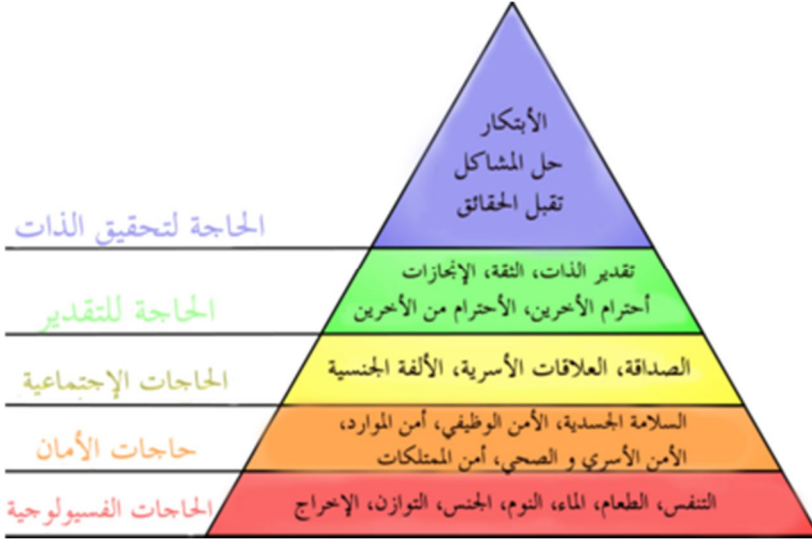 الأبتكار
حل المشاكل
تقبل الحقائق
الحاجة لتحقيق الذات
تقدير الذات، الثقة، الإنجازات
أحترام الأخرين، الأحترام من الأخرين
الحاجة للتقدير
الصداقة، العلاقات الأسرية، الألفة الجنسية
الحاجات الإجتماعية
السلامة الجسدية، الأمن الوظيفي، أمن الموارد،
الأمن الأسري و الصحي، أمن الممتلكات
حاجات الأمان
التنفس، الطعام، الماء، النوم، الجنس، التوازن، الإخراج
الحاجات الفسيولوجية